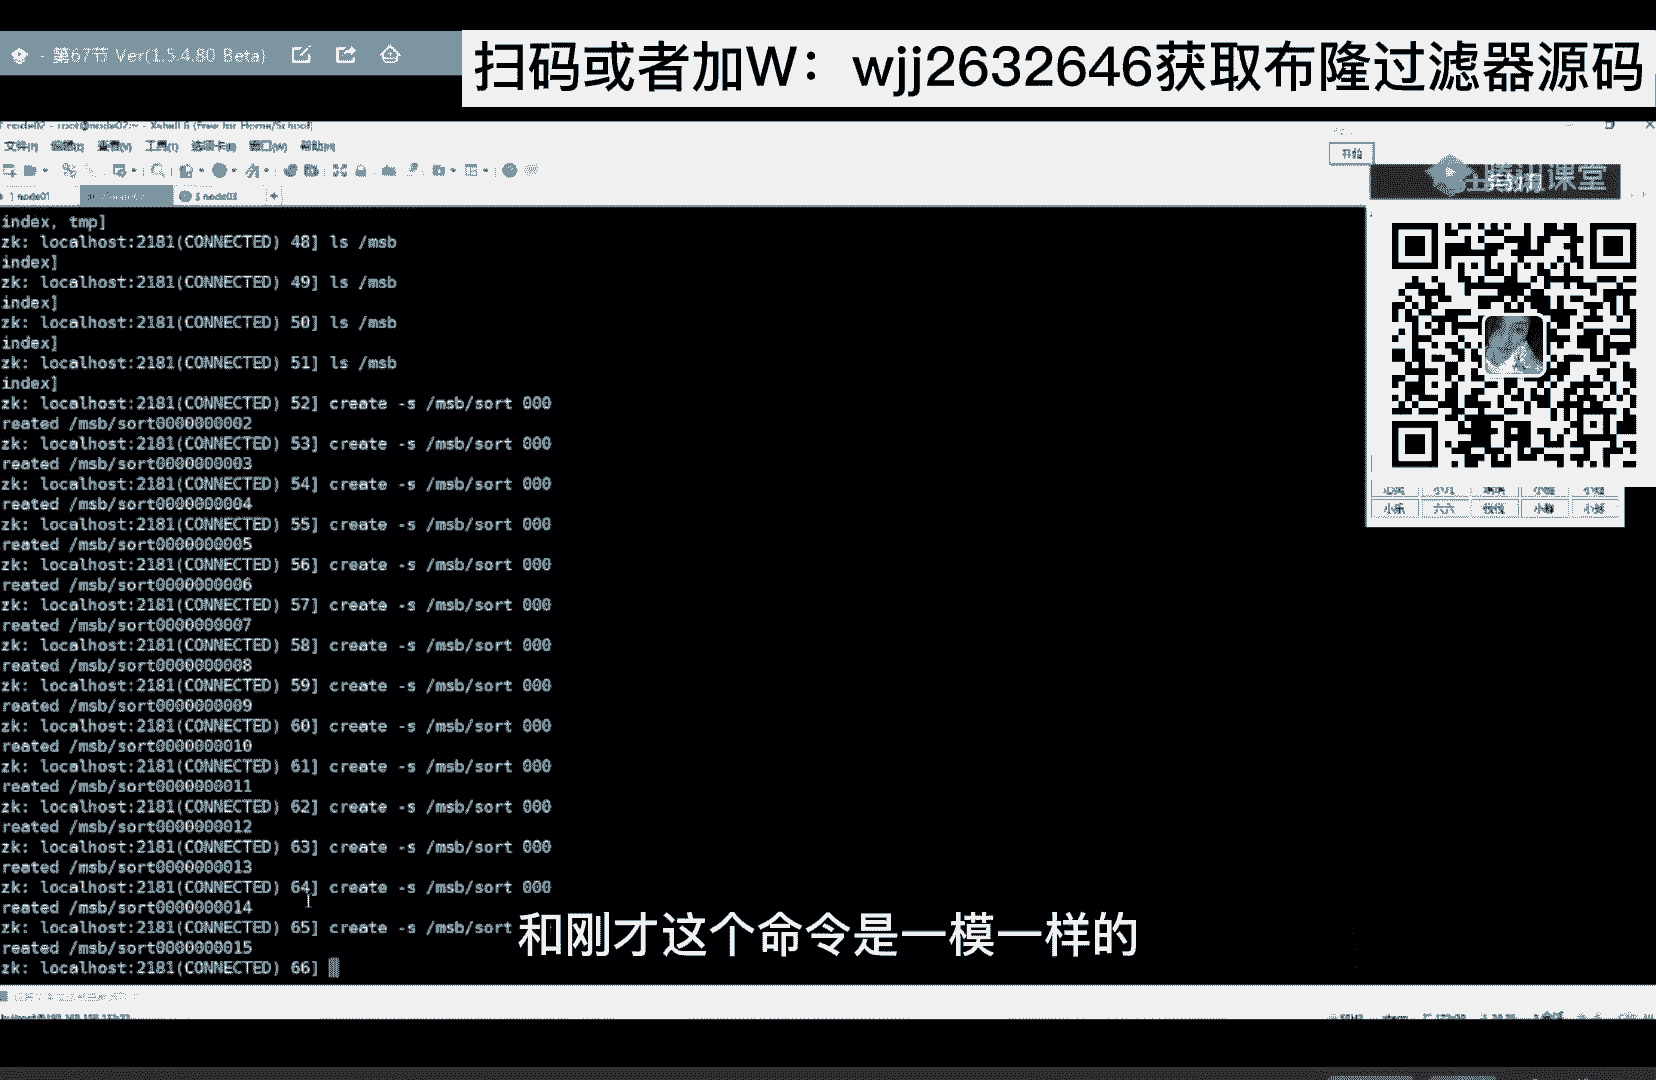 - 第67节 Ver(1.5.4.80 Beta)
扫码或者加W：wjj2632646获取布隆过滤器源码
node02 - root@node02:~ - Xshell 6 (Free for Home/School)
文件(F) 编辑(E) 查看(V) 工具(T) 选项卡(B) 窗口(W) 帮助(H)
开始
腾讯课堂
1 node01
3 node03
index, tmp]
zk: localhost:2181(CONNECTED) 48] ls /msb
index]
zk: localhost:2181(CONNECTED) 49] ls /msb
index]
zk: localhost:2181(CONNECTED) 50] ls /msb
index]
zk: localhost:2181(CONNECTED) 51] ls /msb
index]
zk: localhost:2181(CONNECTED) 52] create -s /msb/sort 000
reated /msb/sort0000000002
zk: localhost:2181(CONNECTED) 53] create -s /msb/sort 000
reated /msb/sort0000000003
zk: localhost:2181(CONNECTED) 54] create -s /msb/sort 000
reated /msb/sort0000000004
zk: localhost:2181(CONNECTED) 55] create -s /msb/sort 000
reated /msb/sort0000000005
zk: localhost:2181(CONNECTED) 56] create -s /msb/sort 000
reated /msb/sort0000000006
zk: localhost:2181(CONNECTED) 57] create -s /msb/sort 000
reated /msb/sort0000000007
zk: localhost:2181(CONNECTED) 58] create -s /msb/sort 000
reated /msb/sort0000000008
zk: localhost:2181(CONNECTED) 59] create -s /msb/sort 000
reated /msb/sort0000000009
zk: localhost:2181(CONNECTED) 60] create -s /msb/sort 000
reated /msb/sort0000000010
zk: localhost:2181(CONNECTED) 61] create -s /msb/sort 000
reated /msb/sort0000000011
zk: localhost:2181(CONNECTED) 62] create -s /msb/sort 000
reated /msb/sort0000000012
zk: localhost:2181(CONNECTED) 63] create -s /msb/sort 000
reated /msb/sort0000000013
zk: localhost:2181(CONNECTED) 64] create -s /msb/sort 000
reated /msb/sort0000000014
zk: localhost:2181(CONNECTED) 65] create -s /msb/sort
reated /msb/sort0000000015
zk: localhost:2181(CONNECTED) 66]
小乐 六六
和刚才这个命令是一模一样的